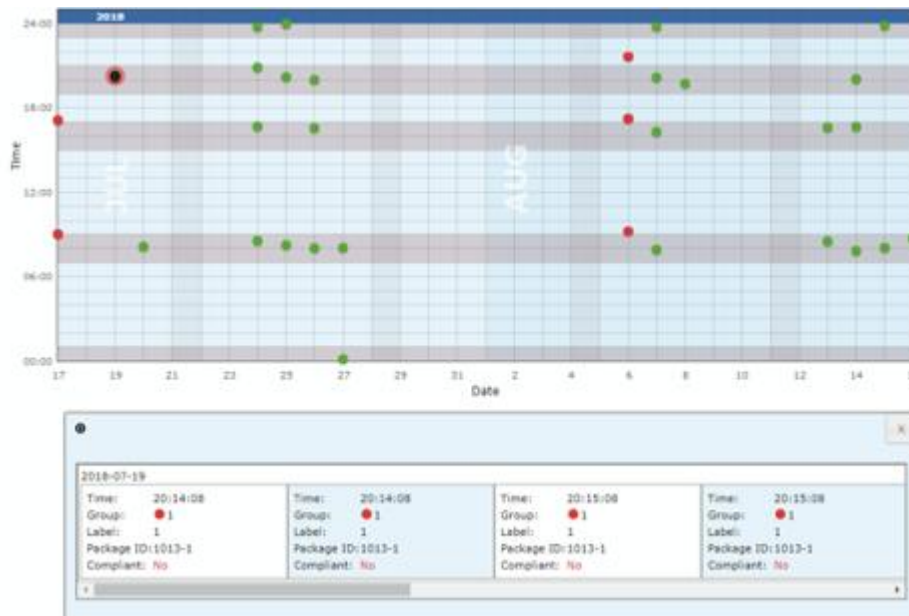 2018
24:00
18:00
Time
12:00
JUL
AUG
06:00
00:00
17 19 21 23 25 27 29 31 2 4 6 8 10 12 14
Date
x
2018-07-19
Time: 20:14:08 Time: 20:14:08 Time: 20:15:08 Time: 20:15:08
Group: 1 Group: 1 Group: 1 Group: 1
Label: 1 Label: 1 Label: 1 Label: 1
Package ID:1013-1 Package ID:1013-1 Package ID:1013-1 Package ID:1013-1
Compliant: No Compliant: No Compliant: No Compliant: No